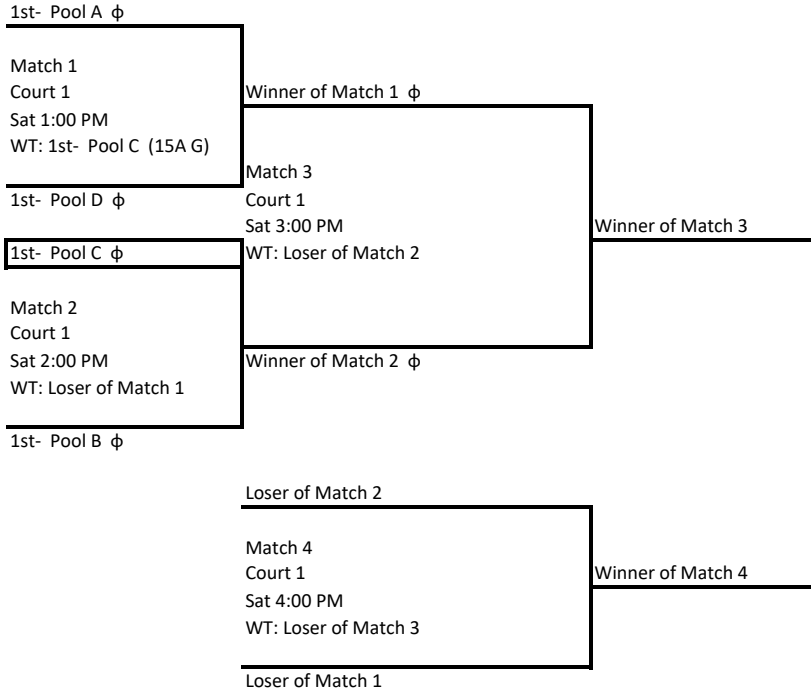 1st- Pool A ϕ
Match 1
Court 1
Sat 1:00 PM
WT: 1st- Pool C (15A G)
1st- Pool D ϕ
Winner of Match 1 ϕ
Match 3
Court 1
Sat 3:00 PM
WT: Loser of Match 2
Winner of Match 3
1st- Pool C ϕ
Match 2
Court 1
Sat 2:00 PM
WT: Loser of Match 1
Winner of Match 2 ϕ
1st- Pool B ϕ
Loser of Match 2
Match 4
Court 1
Sat 4:00 PM
WT: Loser of Match 3
Winner of Match 4
Loser of Match 1